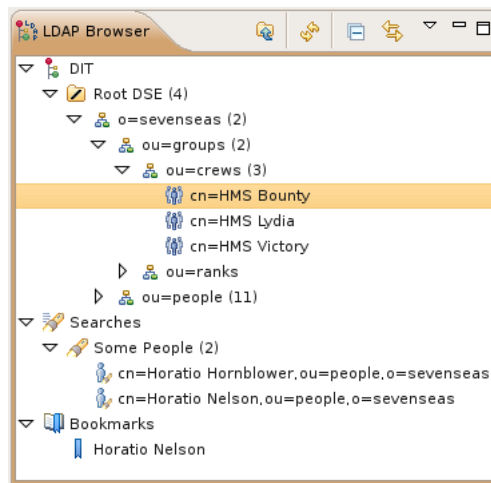 LDAP Browser
DIT
Root DSE (4)
o=sevenseas (2)
ou=groups (2)
ou=crews (3)
cn=HMS Bounty
cn=HMS Lydia
cn=HMS Victory
ou=ranks
ou=people (11)
Searches
Some People (2)
cn=Horatio Hornblower,ou=people,o=sevenseas
cn=Horatio Nelson,ou=people,o=sevenseas
Bookmarks
Horatio Nelson